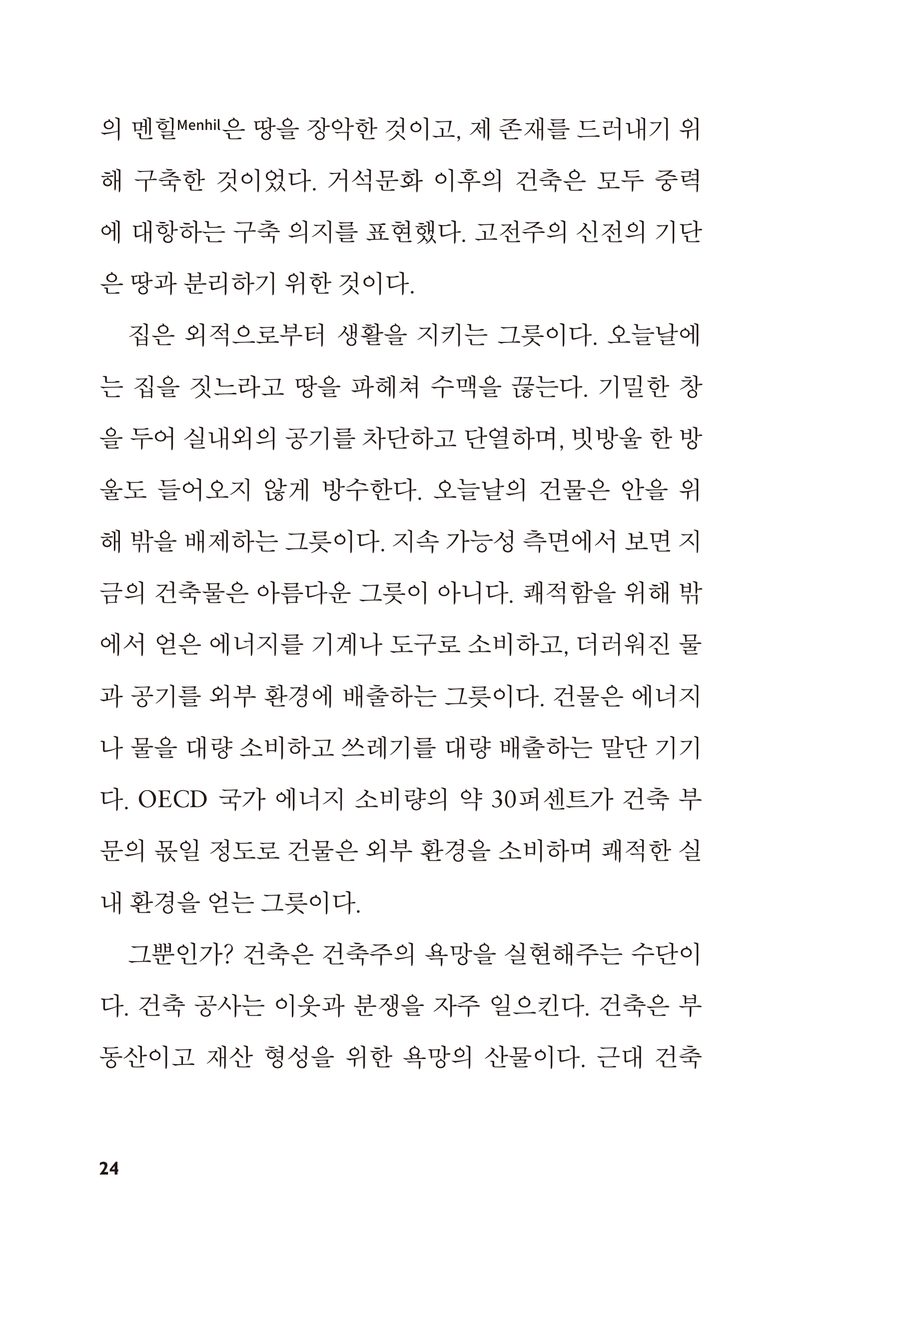 의 멘힐Menhil은 땅을 장악한 것이고, 제 존재를 드러내기 위
해 구축한 것이었다. 거석문화 이후의 건축은 모두 중력
에 대항하는 구축 의지를 표현했다. 고전주의 신전의 기단
은 땅과 분리하기 위한 것이다.
집은 외적으로부터 생활을 지키는 그릇이다. 오늘날에
는 집을 짓느라고 땅을 파헤쳐 수맥을 끊는다. 기밀한 창
을 두어 실내외의 공기를 차단하고 단열하며, 빗방울 한 방
울도 들어오지 않게 방수한다. 오늘날의 건물은 안을 위
해 밖을 배제하는 그릇이다. 지속 가능성 측면에서 보면 지
금의 건축물은 아름다운 그릇이 아니다. 쾌적함을 위해 밖
에서 얻은 에너지를 기계나 도구로 소비하고, 더러워진 물
과 공기를 외부 환경에 배출하는 그릇이다. 건물은 에너지
나 물을 대량 소비하고 쓰레기를 대량 배출하는 말단 기기
다. OECD 국가 에너지 소비량의 약 30퍼센트가 건축 부
문의 몫일 정도로 건물은 외부 환경을 소비하며 쾌적한 실
내 환경을 얻는 그릇이다.
그뿐인가? 건축은 건축주의 욕망을 실현해주는 수단이
다. 건축 공사는 이웃과 분쟁을 자주 일으킨다. 건축은 부
동산이고 재산 형성을 위한 욕망의 산물이다. 근대 건축
24